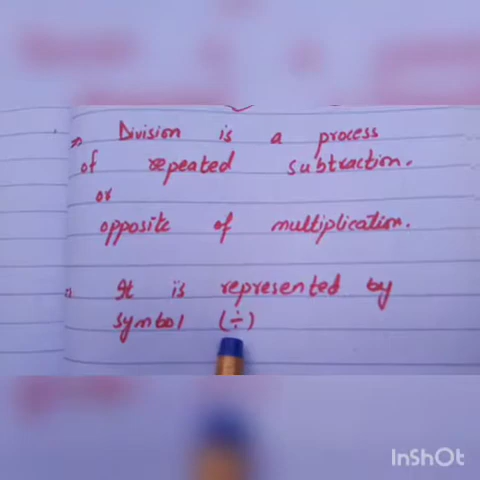 Division is a process
of repeated subtraction.
or
opposite of multiplication.
It is represented by
symbol (÷)
InShOt